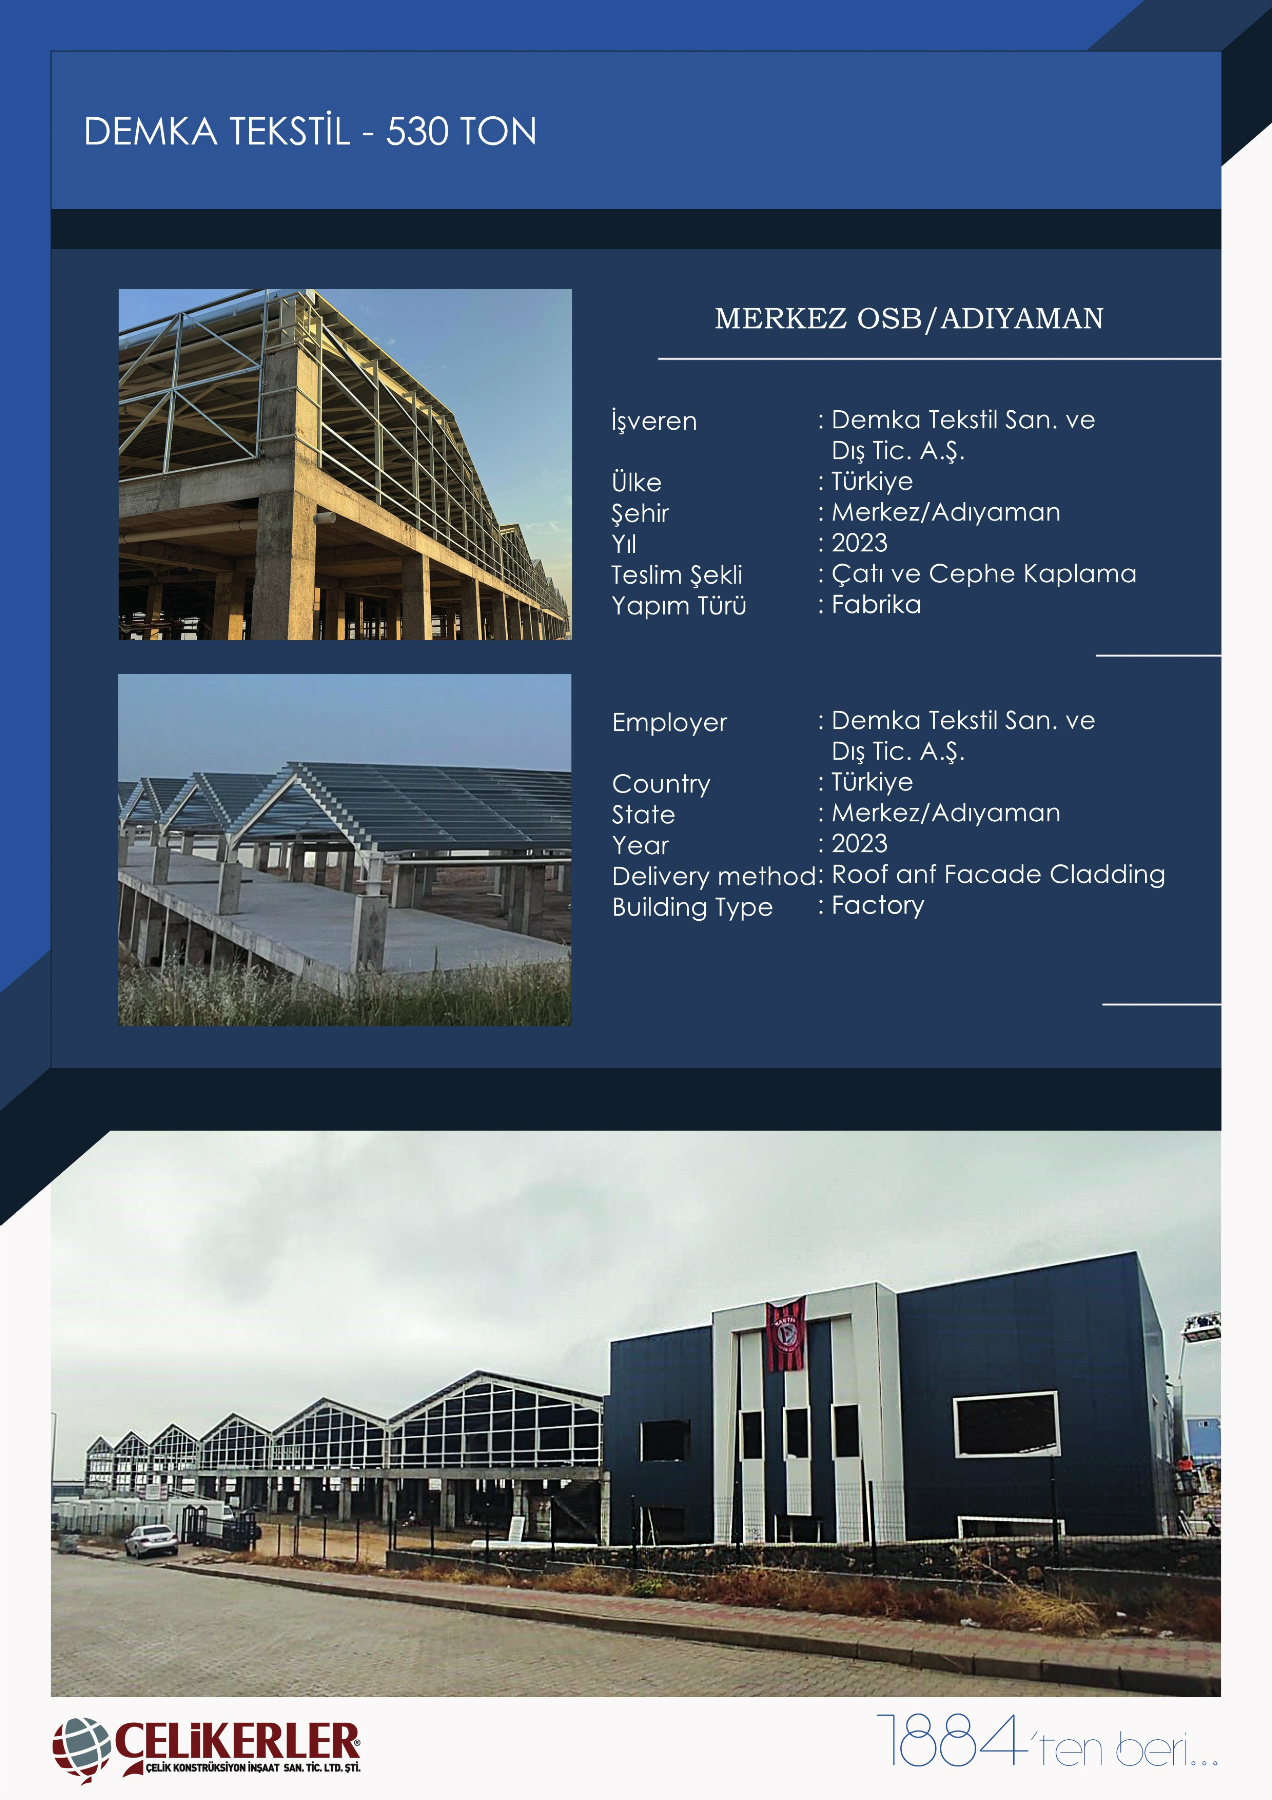 DEMKA TEKSTİL - 530 TON
MERKEZ OSB/ADIYAMAN
İşveren : Demka Tekstil San. ve
Dış Tic. A.Ş.
Ülke : Türkiye
Şehir : Merkez/Adıyaman
Yıl : 2023
Teslim Şekli : Çatı ve Cephe Kaplama
Yapım Türü : Fabrika
Employer : Demka Tekstil San. ve
Dış Tic. A.Ş.
Country : Türkiye
State : Merkez/Adıyaman
Year : 2023
Delivery method: Roof anf Facade Cladding
Building Type : Factory
ÇELiKERLER®
ÇELİK KONSTRÜKSİYON İNŞAAT SAN. TİC. LTD. ŞTİ.
1884'ten beri...